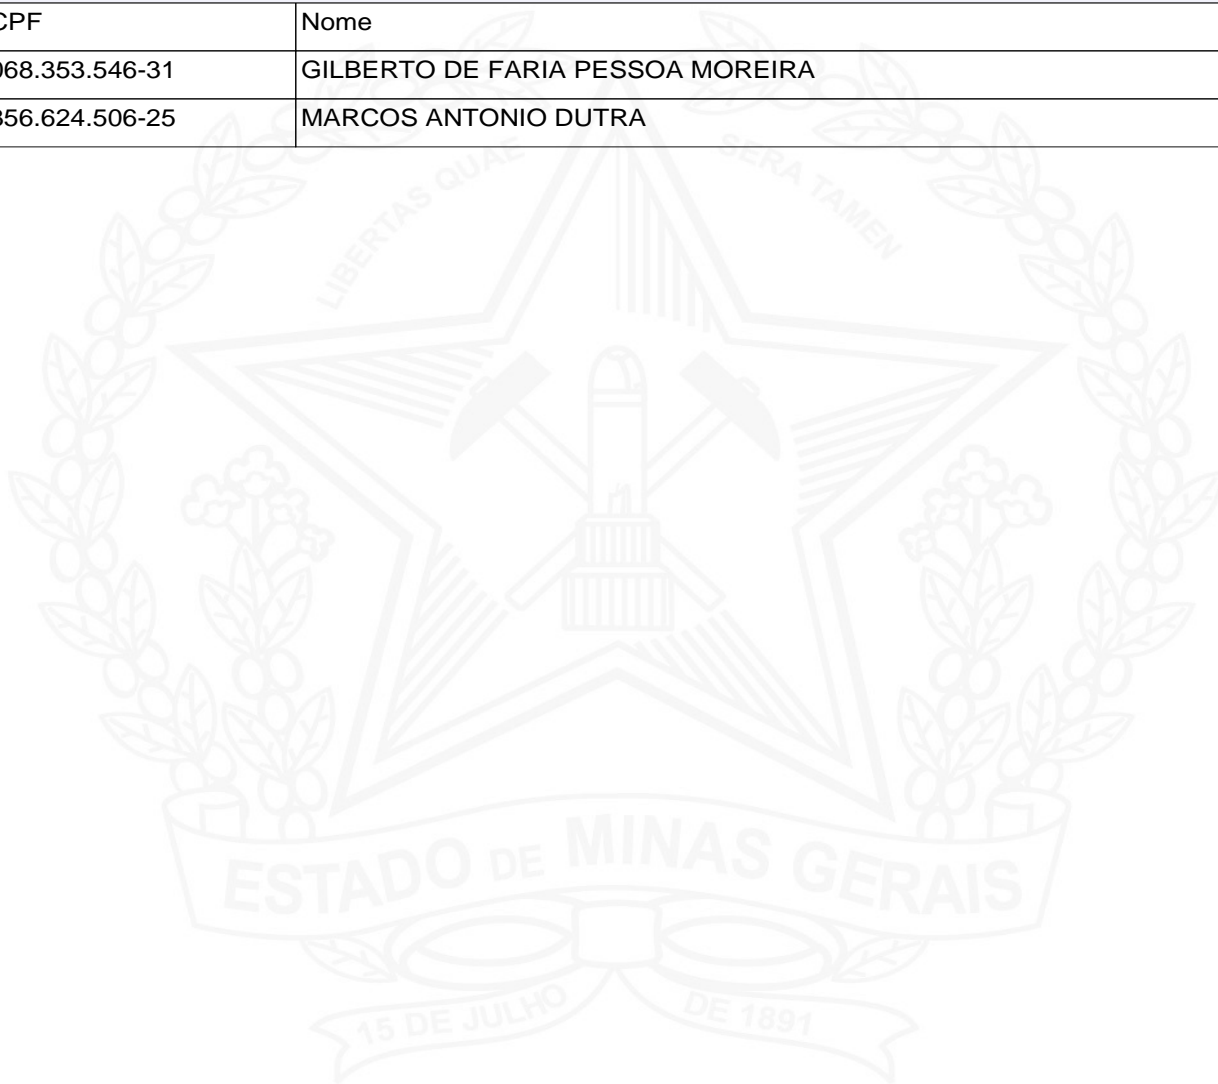 CPF Nome
068.353.546-31 GILBERTO DE FARIA PESSOA MOREIRA
356.624.506-25 MARCOS ANTONIO DUTRA
LIBERTAS QUAE SERA TAMEN
ESTADO DE MINAS GERAIS
15 DE JULHO DE 1891